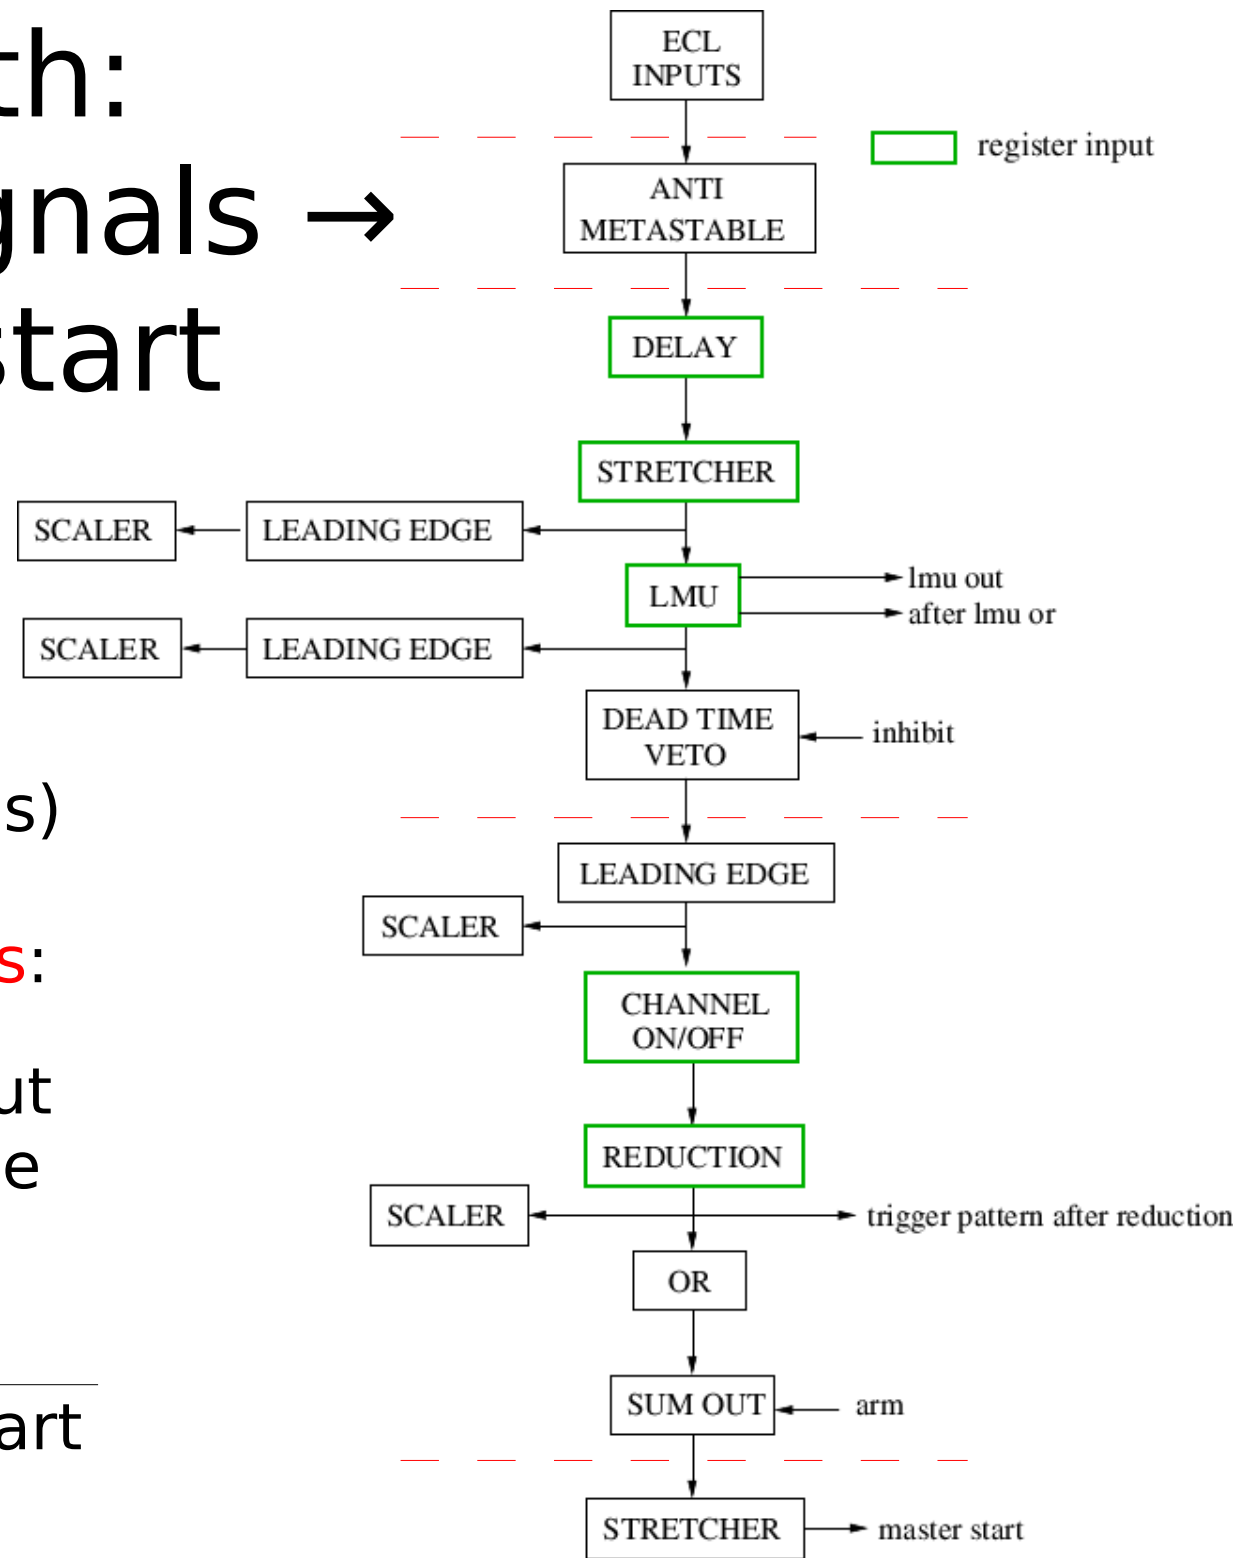 th:
gnals →
start
s)
s:
ut
e
art
ECL
INPUTS
register input
ANTI
METASTABLE
DELAY
STRETCHER
SCALER
LEADING EDGE
LMU
lmu out
after lmu or
SCALER
LEADING EDGE
DEAD TIME
VETO
inhibit
LEADING EDGE
SCALER
CHANNEL
ON/OFF
REDUCTION
SCALER
trigger pattern after reduction
OR
SUM OUT
arm
STRETCHER
master start